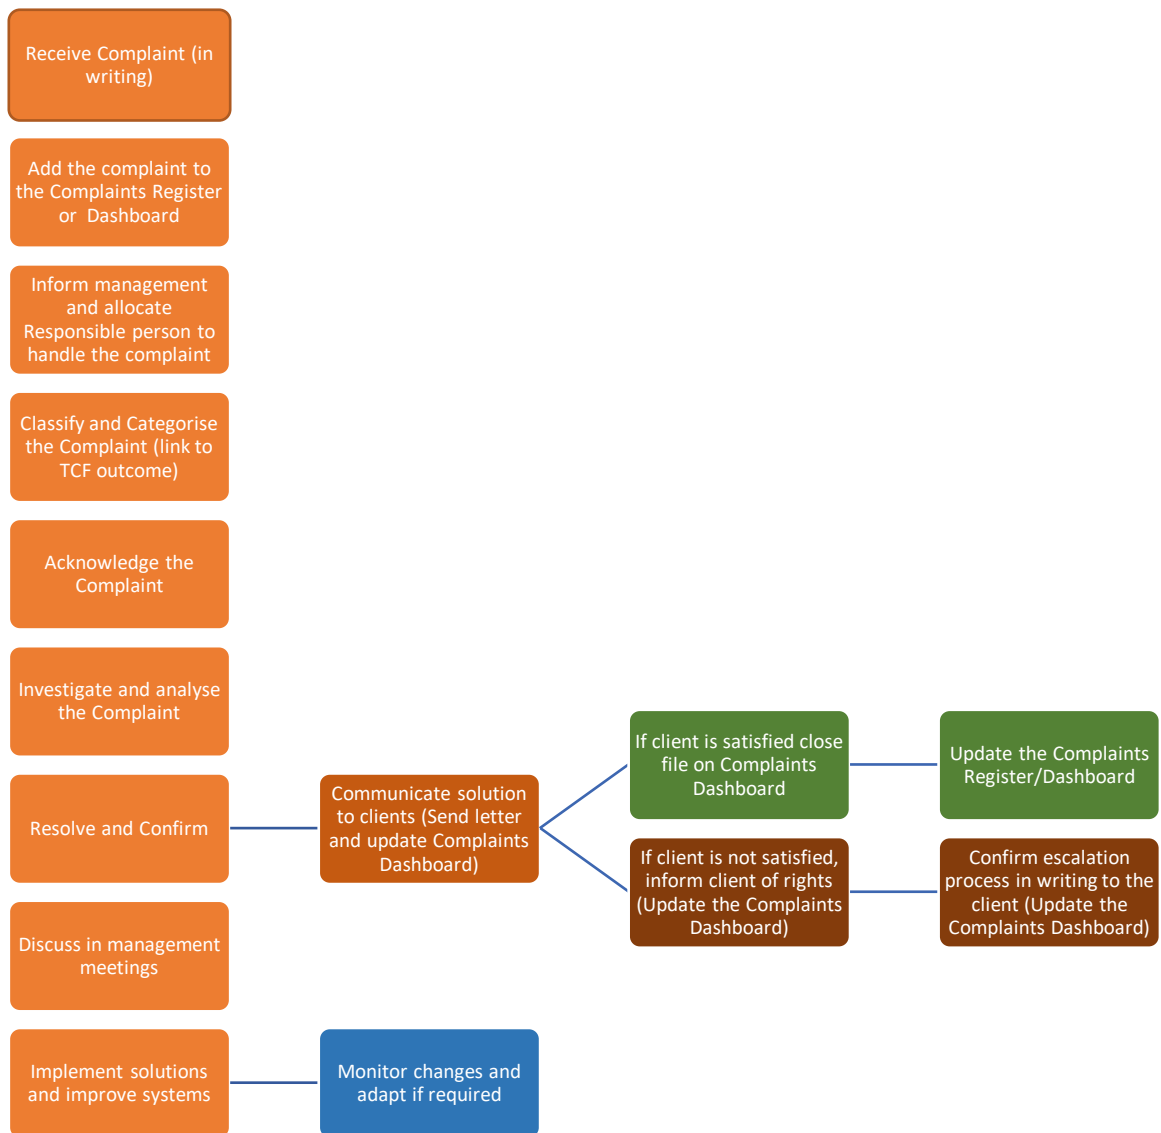 Receive Complaint (in
writing)
Add the complaint to
the Complaints Register
or Dashboard
Inform management
and allocate
Responsible person to
handle the complaint
Classify and Categorise
the Complaint (link to
TCF outcome)
Acknowledge the
Complaint
Investigate and analyse
the Complaint
Resolve and Confirm
Communicate solution
to clients (Send letter
and update Complaints
Dashboard)
If client is satisfied close
file on Complaints
Dashboard
Update the Complaints
Register/Dashboard
If client is not satisfied,
inform client of rights
(Update the Complaints
Dashboard)
Confirm escalation
process in writing to the
client (Update the
Complaints Dashboard)
Discuss in management
meetings
Implement solutions
and improve systems
Monitor changes and
adapt if required